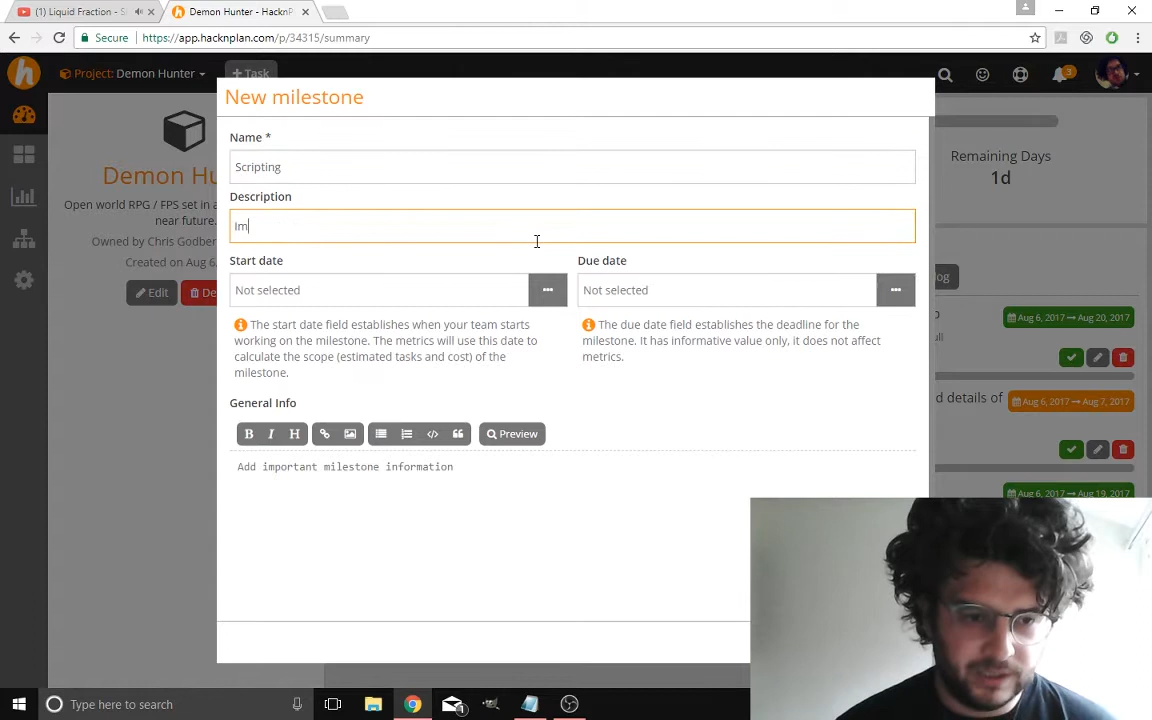 (1) Liquid Fraction - S
Demon Hunter - HacknP
Secure
https://app.hacknplan.com/p/34315/summary
Project: Demon Hunter
+ Task
3
New milestone
Name *
Scripting
Description
Im
Start date
Due date
Not selected
Not selected
The start date field establishes when your team starts
working on the milestone. The metrics will use this date to
calculate the scope (estimated tasks and cost) of the
milestone.
The due date field establishes the deadline for the
milestone. It has informative value only, it does not affect
metrics.
General Info
B I H
Preview
Add important milestone information
Demon Hu
Open world RPG / FPS set in a
near future.
Owned by Chris Godber
Created on Aug 6,
Edit
De
Remaining Days
1d
log
Aug 6, 2017 → Aug 20, 2017
ull
d details of
Aug 6, 2017 → Aug 7, 2017
Aug 6, 2017 → Aug 19, 2017
Type here to search
1